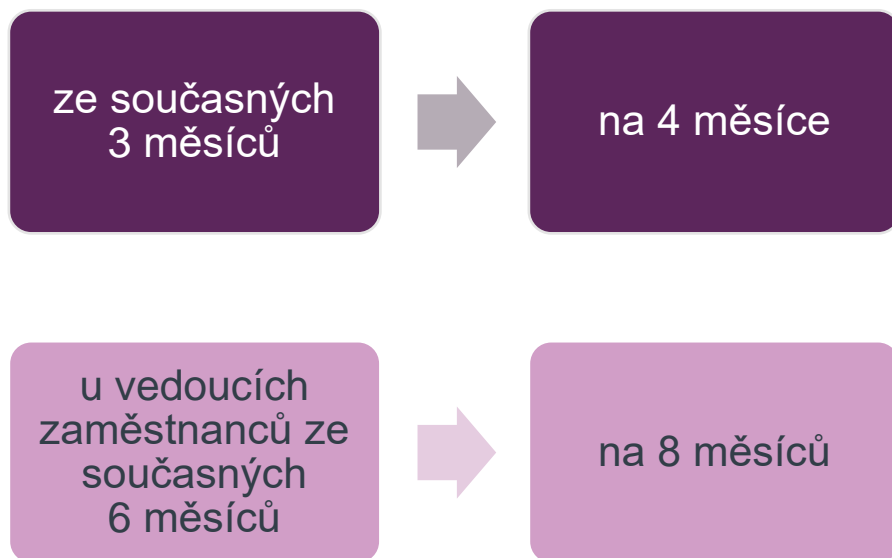 ze současných
3 měsíců
na 4 měsíce
u vedoucích
zaměstnanců ze
současných
6 měsíců
na 8 měsíců